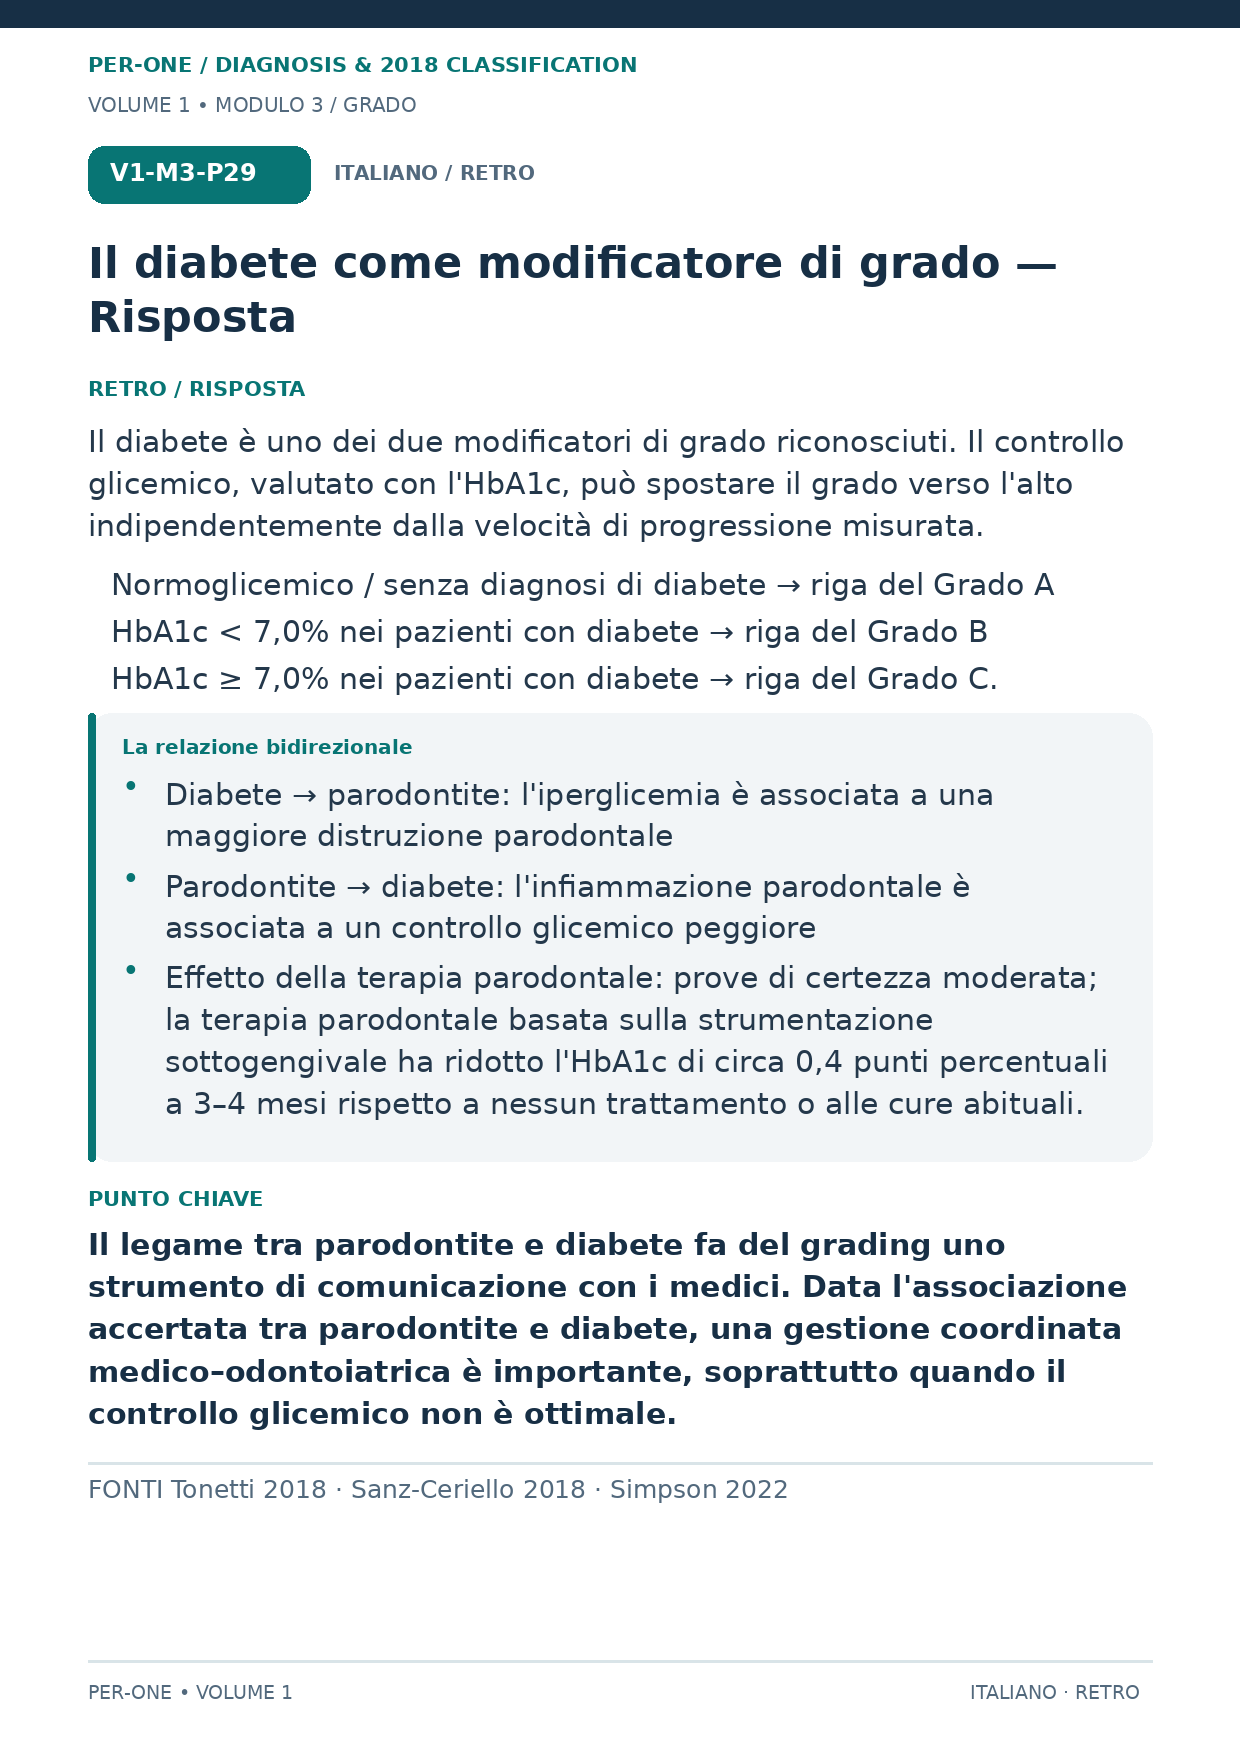 PER-ONE / DIAGNOSIS & 2018 CLASSIFICATION
VOLUME 1 • MODULO 3 / GRADO
V1-M3-P29
ITALIANO / RETRO
Il diabete come modificatore di grado —
Risposta
RETRO / RISPOSTA
Il diabete è uno dei due modificatori di grado riconosciuti. Il controllo
glicemico, valutato con l'HbA1c, può spostare il grado verso l'alto
indipendentemente dalla velocità di progressione misurata.
Normoglicemico / senza diagnosi di diabete → riga del Grado A
HbA1c < 7,0% nei pazienti con diabete → riga del Grado B
HbA1c ≥ 7,0% nei pazienti con diabete → riga del Grado C.
La relazione bidirezionale
• Diabete → parodontite: l'iperglicemia è associata a una
maggiore distruzione parodontale
• Parodontite → diabete: l'infiammazione parodontale è
associata a un controllo glicemico peggiore
• Effetto della terapia parodontale: prove di certezza moderata;
la terapia parodontale basata sulla strumentazione
sottogengivale ha ridotto l'HbA1c di circa 0,4 punti percentuali
a 3–4 mesi rispetto a nessun trattamento o alle cure abituali.
PUNTO CHIAVE
Il legame tra parodontite e diabete fa del grading uno
strumento di comunicazione con i medici. Data l'associazione
accertata tra parodontite e diabete, una gestione coordinata
medico–odontoiatrica è importante, soprattutto quando il
controllo glicemico non è ottimale.
FONTI Tonetti 2018 · Sanz-Ceriello 2018 · Simpson 2022
PER-ONE • VOLUME 1
ITALIANO · RETRO